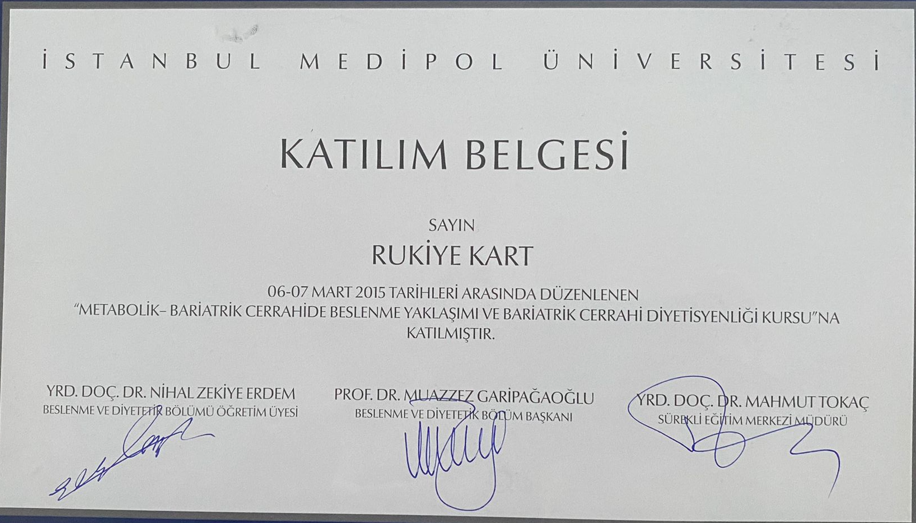 İSTANBUL MEDİPOL ÜNİVERSİTESİ
KATILIM BELGESİ
SAYIN
RUKİYE KART
06-07 MART 2015 TARİHLERİ ARASINDA DÜZENLENEN
“METABOLİK– BARİATRİK CERRAHİDE BESLENME YAKLAŞIMI VE BARİATRİK CERRAHİ DİYETİSYENLİĞİ KURSU”NA
KATILMIŞTIR.
YRD. DOÇ. DR. NİHAL ZEKİYE ERDEM
BESLENME VE DİYETETİK BÖLÜMÜ ÖĞRETİM ÜYESİ
PROF. DR. MUAZZEZ GARİPAĞAOĞLU
BESLENME VE DİYETETİK BÖLÜM BAŞKANI
YRD. DOÇ. DR. MAHMUT TOKAÇ
SÜREKLİ EĞİTİM MERKEZİ MÜDÜRÜ